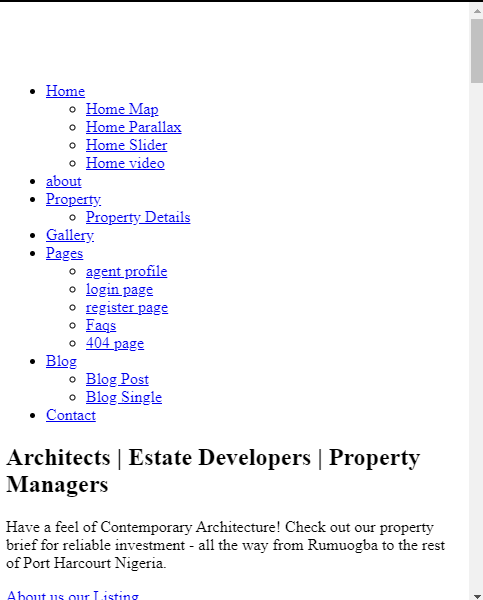 Home
Home Map
Home Parallax
Home Slider
Home video
about
Property
Property Details
Gallery
Pages
agent profile
login page
register page
Faqs
404 page
Blog
Blog Post
Blog Single
Contact
Architects | Estate Developers | Property
Managers
Have a feel of Contemporary Architecture! Check out our property
brief for reliable investment - all the way from Rumuogba to the rest
of Port Harcourt Nigeria.
About us our Listing